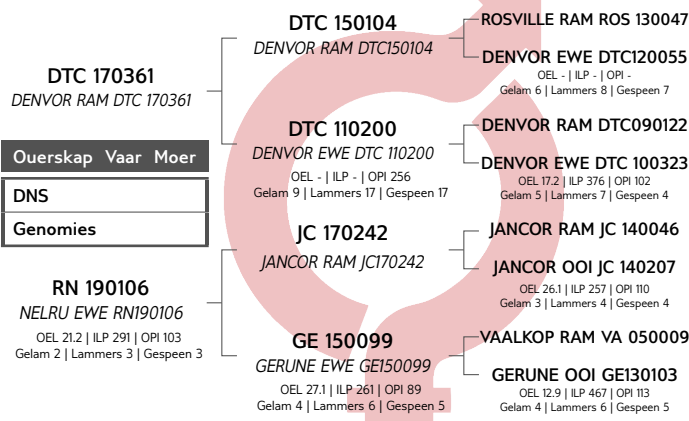 DTC 170361
DENVOR RAM DTC 170361
Ouerskap Vaar Moer
DNS
Genomies
RN 190106
NELRU EWE RN190106
OEL 21.2 | ILP 291 | OPI 103
Gelam 2 | Lammers 3 | Gespeen 3
DTC 150104
DENVOR RAM DTC150104
DTC 110200
DENVOR EWE DTC 110200
OEL - | ILP - | OPI 256
Gelam 9 | Lammers 17 | Gespeen 17
JC 170242
JANCOR RAM JC170242
GE 150099
GERUNE EWE GE150099
OEL 27.1 | ILP 261 | OPI 89
Gelam 4 | Lammers 6 | Gespeen 5
ROSVILLE RAM ROS 130047
DENVOR EWE DTC120055
OEL - | ILP - | OPI -
Gelam 6 | Lammers 8 | Gespeen 7
DENVOR RAM DTC090122
DENVOR EWE DTC 100323
OEL 17.2 | ILP 376 | OPI 102
Gelam 5 | Lammers 7 | Gespeen 4
JANCOR RAM JC 140046
JANCOR OOI JC 140207
OEL 26.1 | ILP 257 | OPI 110
Gelam 3 | Lammers 4 | Gespeen 4
VAALKOP RAM VA 050009
GERUNE OOI GE130103
OEL 12.9 | ILP 467 | OPI 113
Gelam 4 | Lammers 6 | Gespeen 5